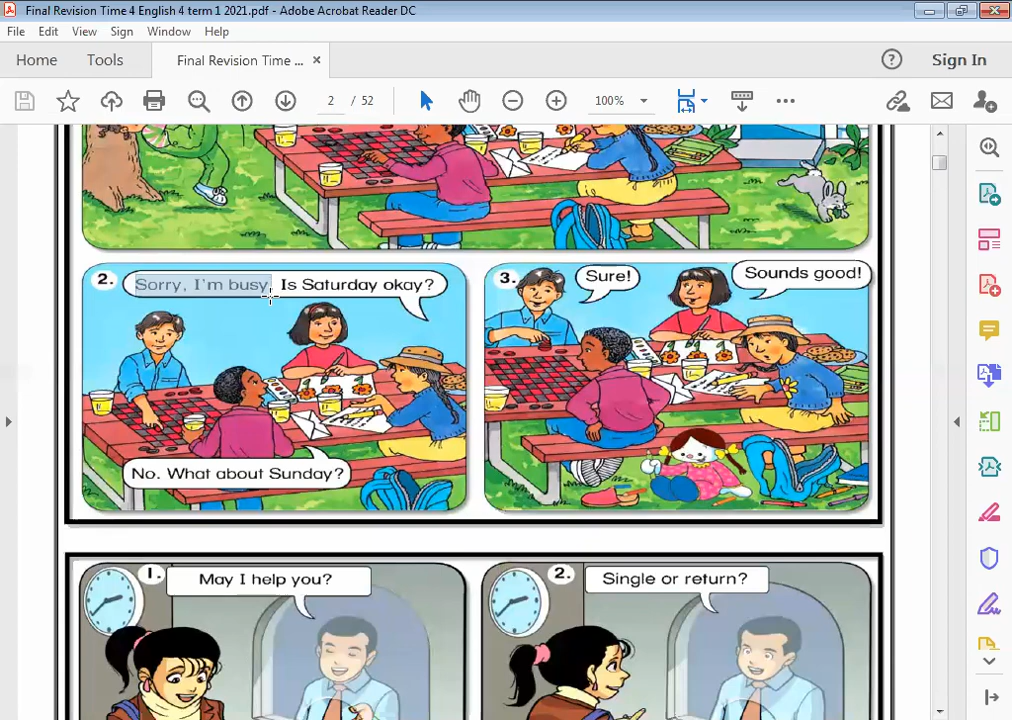 Final Revision Time 4 English 4 term 1 2021.pdf - Adobe Acrobat Reader DC
File Edit View Sign Window Help
Home Tools Final Revision Time ... × Sign In
2 / 52 100%
2. Sorry, I'm busy. Is Saturday okay?
No. What about Sunday?
3. Sure! Sounds good!
1. May I help you?
2. Single or return?